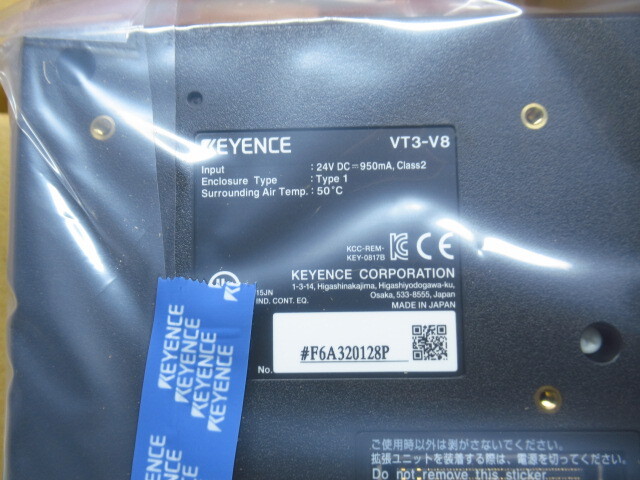 KEYENCE VT3-V8
Input : 24V DC⎓950mA, Class2
Enclosure Type : Type 1
Surrounding Air Temp. : 50°C
KCC-REM-
KEY-0817B
CE
KEYENCE CORPORATION
1-3-14, Higashinakajima, Higashiyodogawa-ku,
Osaka, 533-8555, Japan
MADE IN JAPAN
15JN
IND. CONT. EQ.
No. #F6A320128P
KEYENCE
KEYENCE
KEYENCE
KEYENCE
ENCE
ENCE
ご使用時以外は剥がさないでください。
拡張ユニットを装着する際は、電源を切ってください。
Do not remove this sticker